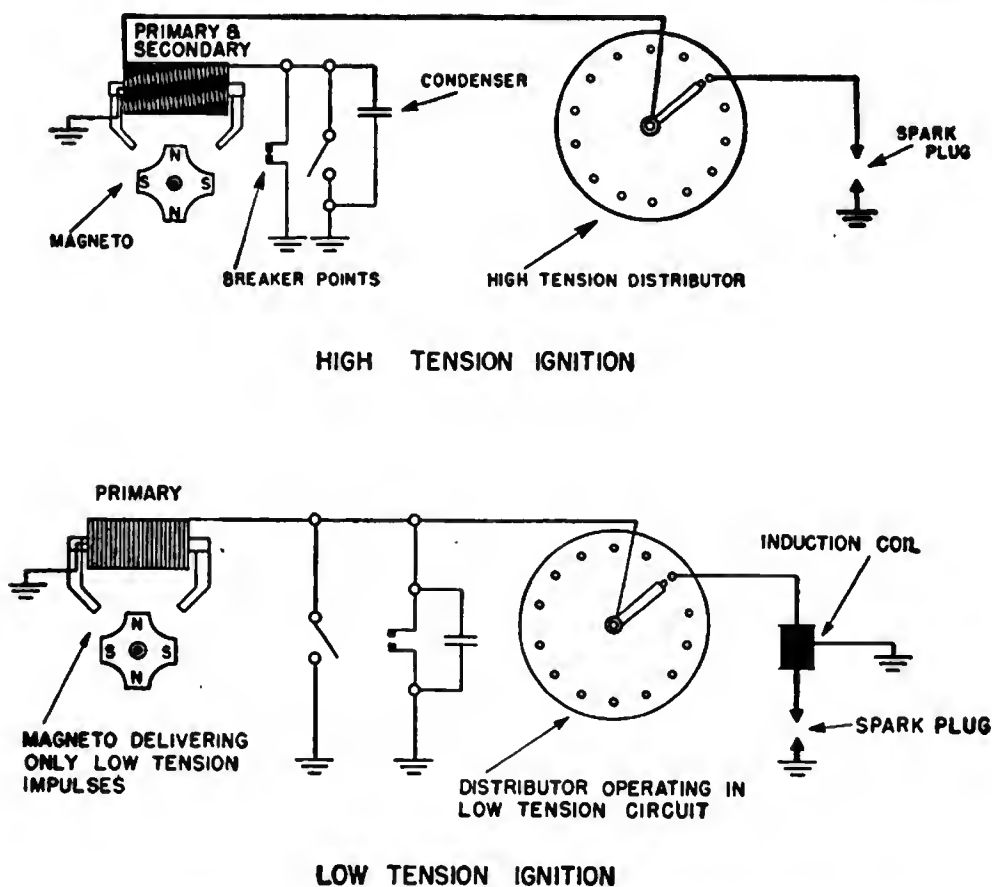 PRIMARY &
SECONDARY
CONDENSER
SPARK
PLUG
N
S S
N
MAGNETO
BREAKER POINTS
HIGH TENSION DISTRIBUTOR
HIGH TENSION IGNITION
PRIMARY
INDUCTION COIL
N
S S
N
SPARK PLUG
MAGNETO DELIVERING
ONLY LOW TENSION
IMPULSES
DISTRIBUTOR OPERATING IN
LOW TENSION CIRCUIT
LOW TENSION IGNITION